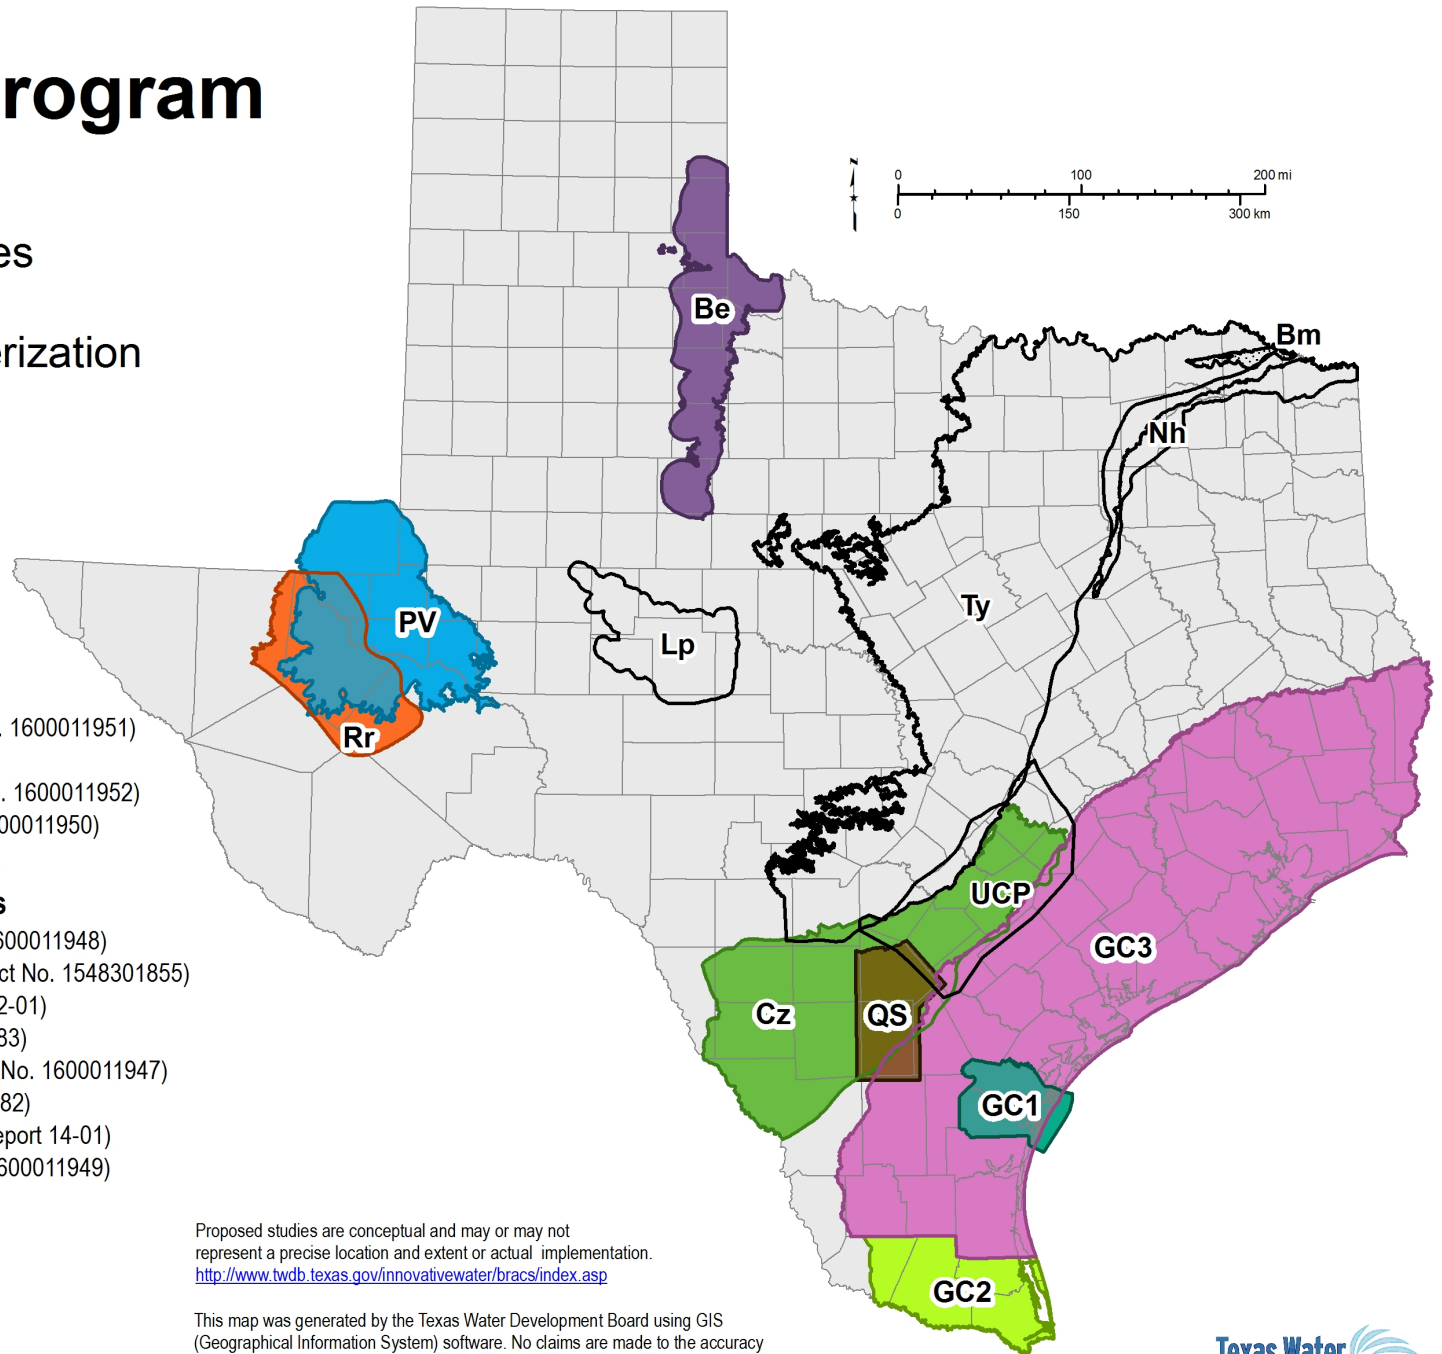 rogram
N
0 100 200 mi
0 150 300 km
es
erization
Be
Bm
Nh
Ty
PV
Lp
Rr
. 1600011951)
o. 1600011952)
00011950)
s
600011948)
ct No. 1548301855)
2-01)
83)
No. 1600011947)
82)
eport 14-01)
600011949)
UCP
GC3
Cz
QS
GC1
GC2
Proposed studies are conceptual and may or may not
represent a precise location and extent or actual implementation.
http://www.twdb.texas.gov/innovativewater/bracs/index.asp
This map was generated by the Texas Water Development Board using GIS
(Geographical Information System) software. No claims are made to the accuracy
Texas Water